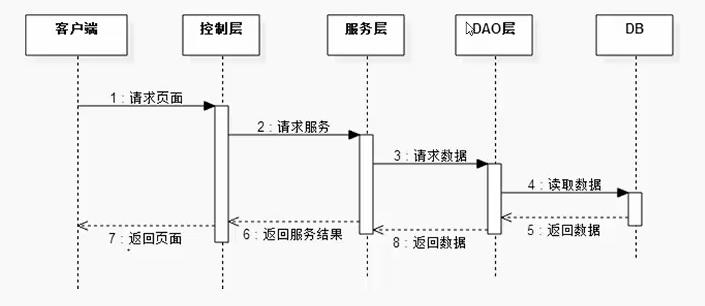 客户端
控制层
服务层
DAO层
DB
1：请求页面
2：请求服务
3：请求数据
4：读取数据
5：返回数据
8：返回数据
6：返回服务结果
7：返回页面